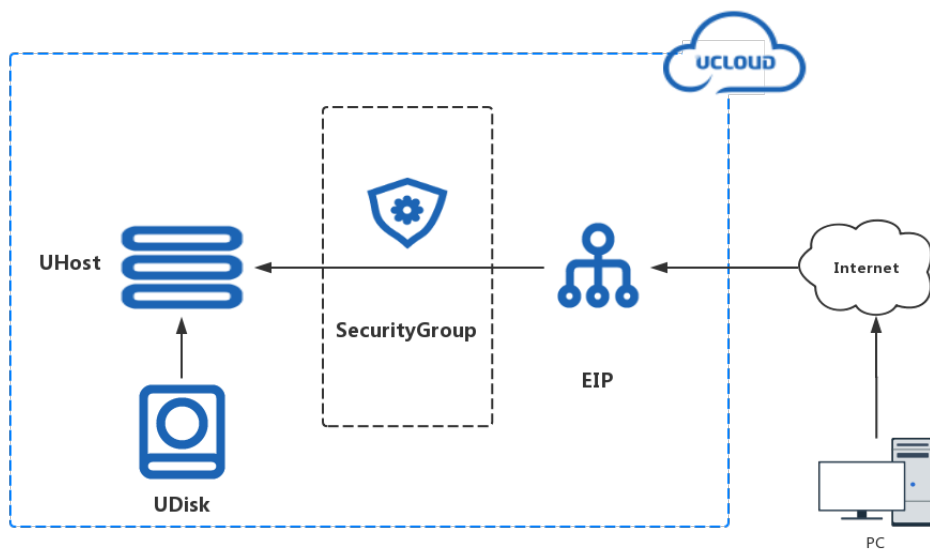 UCLOUD
UHost
SecurityGroup
EIP
Internet
UDisk
PC